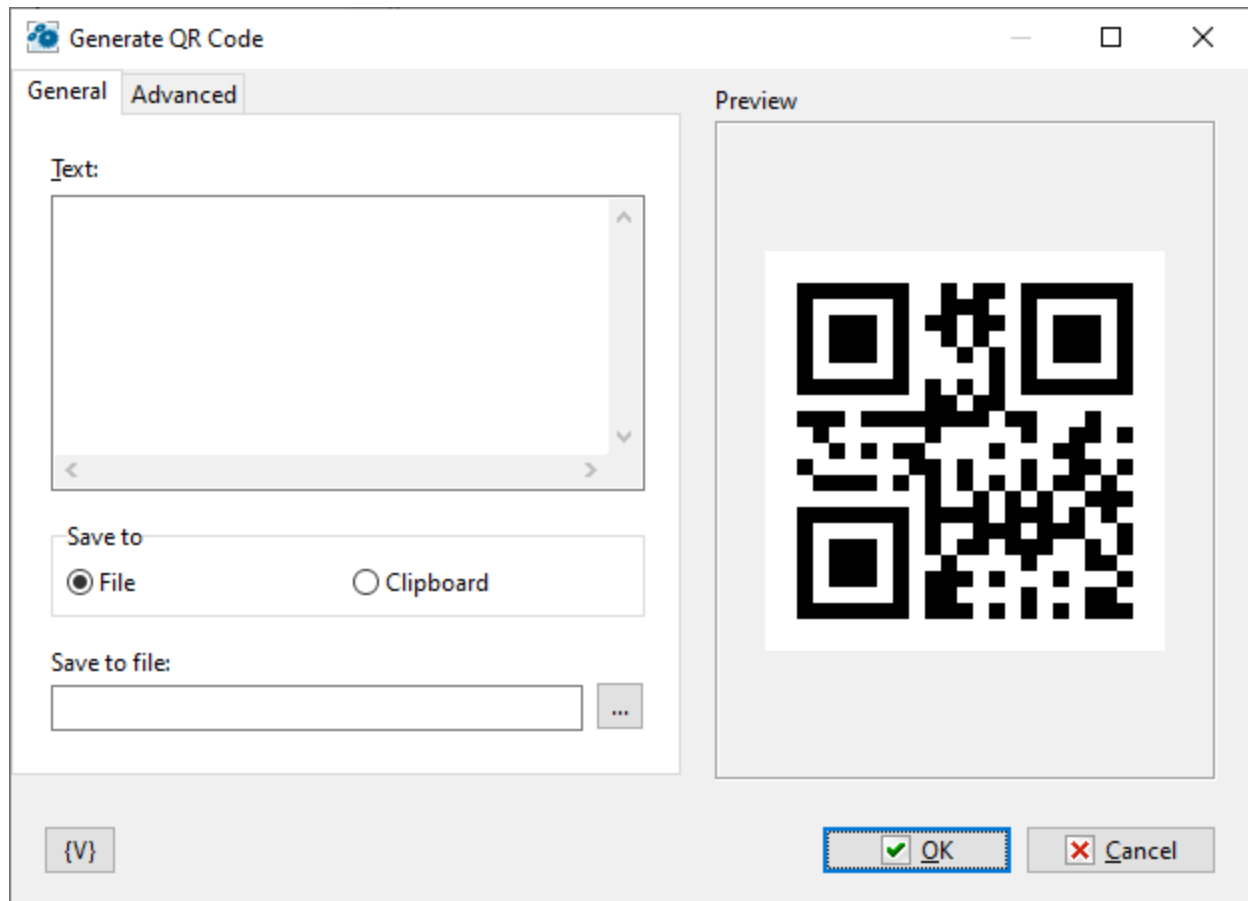 Generate QR Code
General Advanced
Preview
Text:
Save to
File Clipboard
Save to file:
...
{V} OK Cancel